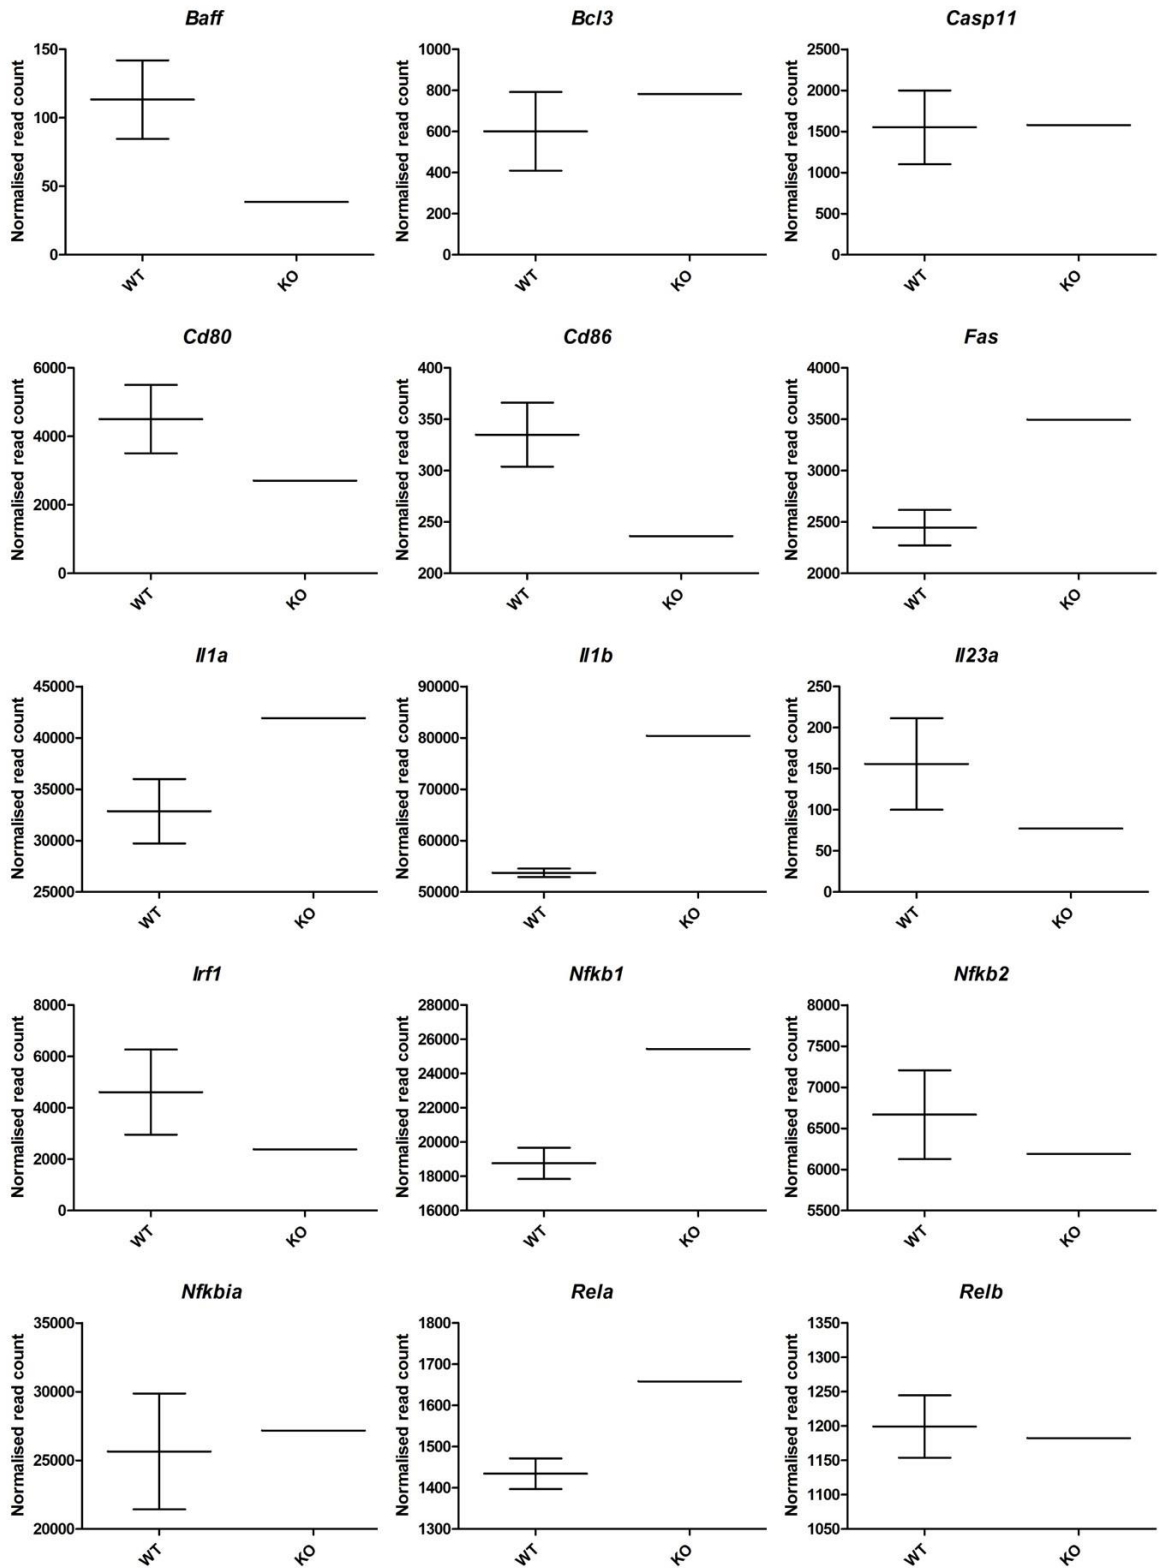 Baff
Normalised read count
150
100
50
0
WT
KO
Bcl3
Normalised read count
1000
800
600
400
200
0
WT
KO
Casp11
Normalised read count
2500
2000
1500
1000
500
0
WT
KO
Cd80
Normalised read count
6000
4000
2000
0
WT
KO
Cd86
Normalised read count
400
350
300
250
200
WT
KO
Fas
Normalised read count
4000
3500
3000
2500
2000
WT
KO
Il1a
Normalised read count
45000
40000
35000
30000
25000
WT
KO
Il1b
Normalised read count
90000
80000
70000
60000
50000
WT
KO
Il23a
Normalised read count
250
200
150
100
50
0
WT
KO
Irf1
Normalised read count
8000
6000
4000
2000
0
WT
KO
Nfkb1
Normalised read count
28000
26000
24000
22000
20000
18000
16000
WT
KO
Nfkb2
Normalised read count
8000
7500
7000
6500
6000
5500
WT
KO
Nfkbia
Normalised read count
35000
30000
25000
20000
WT
KO
Rela
Normalised read count
1800
1700
1600
1500
1400
1300
WT
KO
Relb
Normalised read count
1350
1300
1250
1200
1150
1100
1050
WT
KO